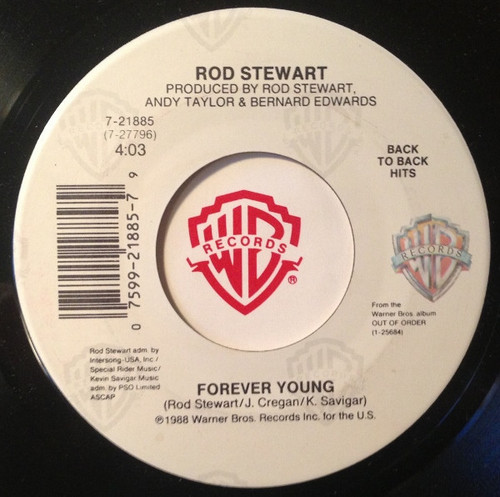 ROD STEWART
PRODUCED BY ROD STEWART,
ANDY TAYLOR & BERNARD EDWARDS
7-21885
(7-27796)
4:03
BACK
TO BACK
HITS
0 7599-21885-7 9
WB
RECORDS
®
WB
RECORDS
From the
Warner Bros. album
OUT OF ORDER
(1-25684)
Rod Stewart adm. by
Intersong-USA, Inc./
Special Rider Music/
Kevin Savigar Music
adm. by PSO Limited
ASCAP
FOREVER YOUNG
(Rod Stewart/J. Cregan/K. Savigar)
℗1988 Warner Bros. Records Inc. for the U.S.